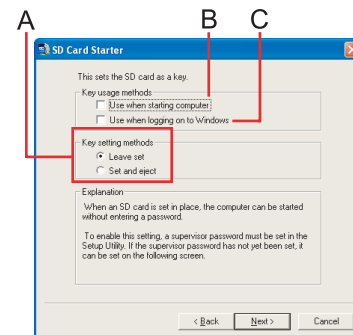 A B C
SD Card Starter
This sets the SD card as a key.
Key usage methods
Use when starting computer
Use when logging on to Windows
Key setting methods
Leave set
Set and eject
Explanation
When an SD card is set in place, the computer can be started
without entering a password.
To enable this setting, a supervisor password must be set in the
Setup Utility. If the supervisor password has not yet been set, it
can be set on the following screen.
< Back Next > Cancel